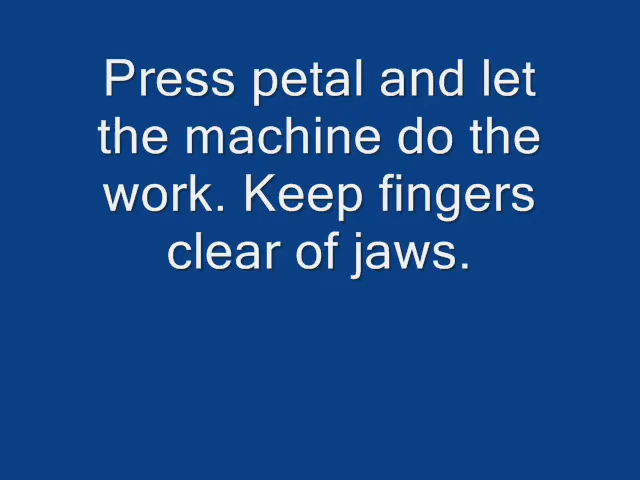 Press petal and let
the machine do the
work. Keep fingers
clear of jaws.